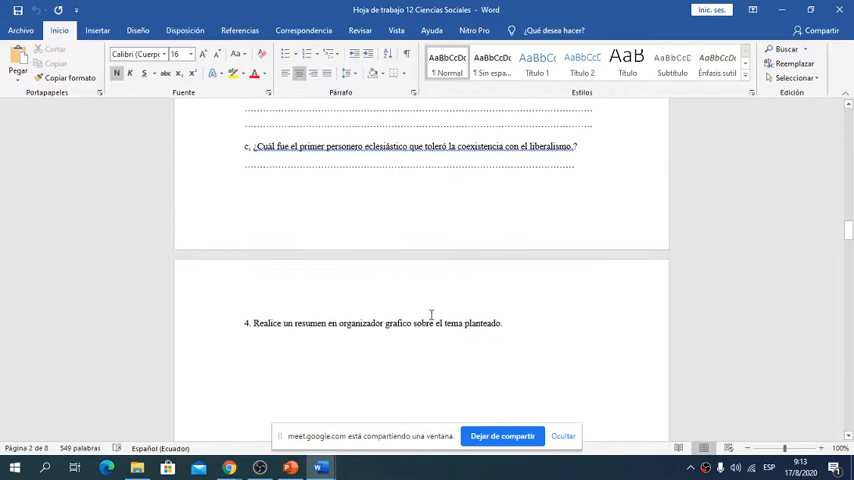 Hoja de trabajo 12 Ciencias Sociales - Word
Inic. ses.
Archivo Inicio Insertar Diseño Disposición Referencias Correspondencia Revisar Vista Ayuda Nitro Pro ¿Qué desea hacer? Compartir
Pegar
Cortar
Copiar
Copiar formato
Portapapeles
Calibri (Cuerp 16
N K S abc
Fuente
Párrafo
AaBbCcDc AaBbCcDc AaBbCc AaBbCcC AaB AaBbCcC AaBbCcDc
¶ Normal ¶ Sin espa... Título 1 Título 2 Título Subtítulo Énfasis sutil
Estilos
Buscar
Reemplazar
Seleccionar
Edición
c, ¿Cuál fue el primer personero eclesiástico que toleró la coexistencia con el liberalismo.?
4. Realice un resumen en organizador grafico sobre el tema planteado.
meet.google.com está compartiendo una ventana. Dejar de compartir Ocultar
Página 2 de 8 549 palabras Español (Ecuador) 100%
ESP
9:13
17/8/2020